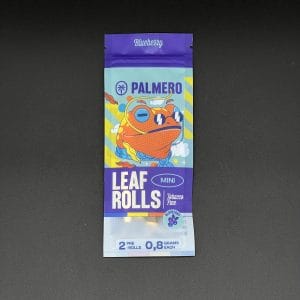 Blueberry
PALMERO
LEAF
ROLLS
MINI
Tobacco
Free
2 PRE
-ROLLS
0,8 GRAMS
EACH